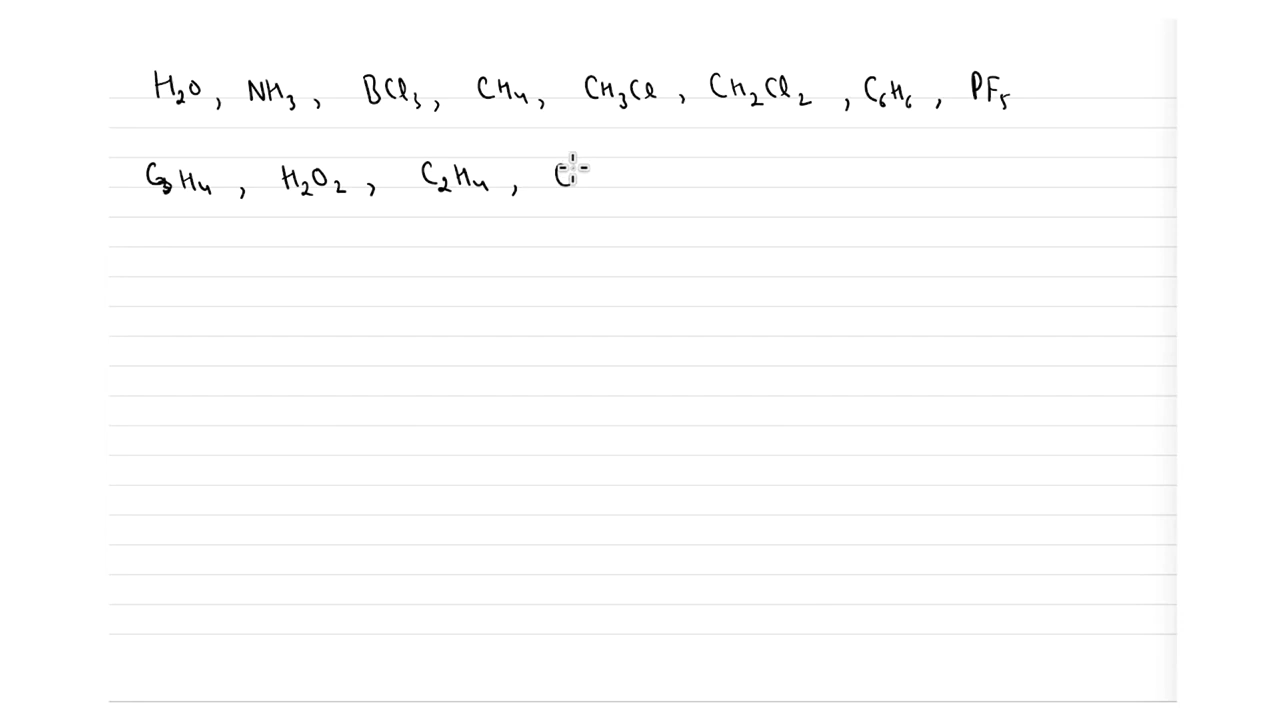 H₂O, NH₃, BCl₃, CH₄, CH₃Cl, CH₂Cl₂, C₆H₆, PF₅
C₃H₄, H₂O₂, C₂H₄, C